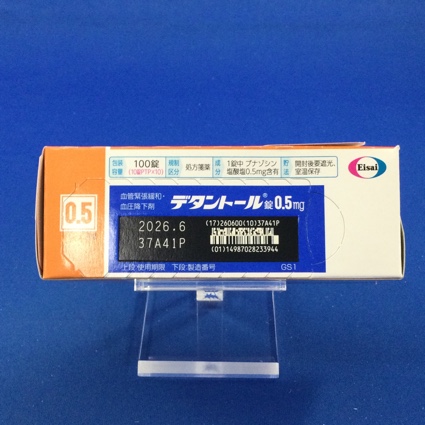 包装容量 100錠 (10錠PTP×10) 規制区分 処方箋薬 成分 1錠中 ブナゾシン塩酸塩0.5mg含有 貯法 開封後要遮光、室温保存
Eisai
0.5
血管緊張緩和・
血圧降下剤
デタントール®錠0.5mg
2026.6
37A41P
(17)260600(10)37A41P
(01)14987028233944
上段:使用期限 下段:製造番号
GS1